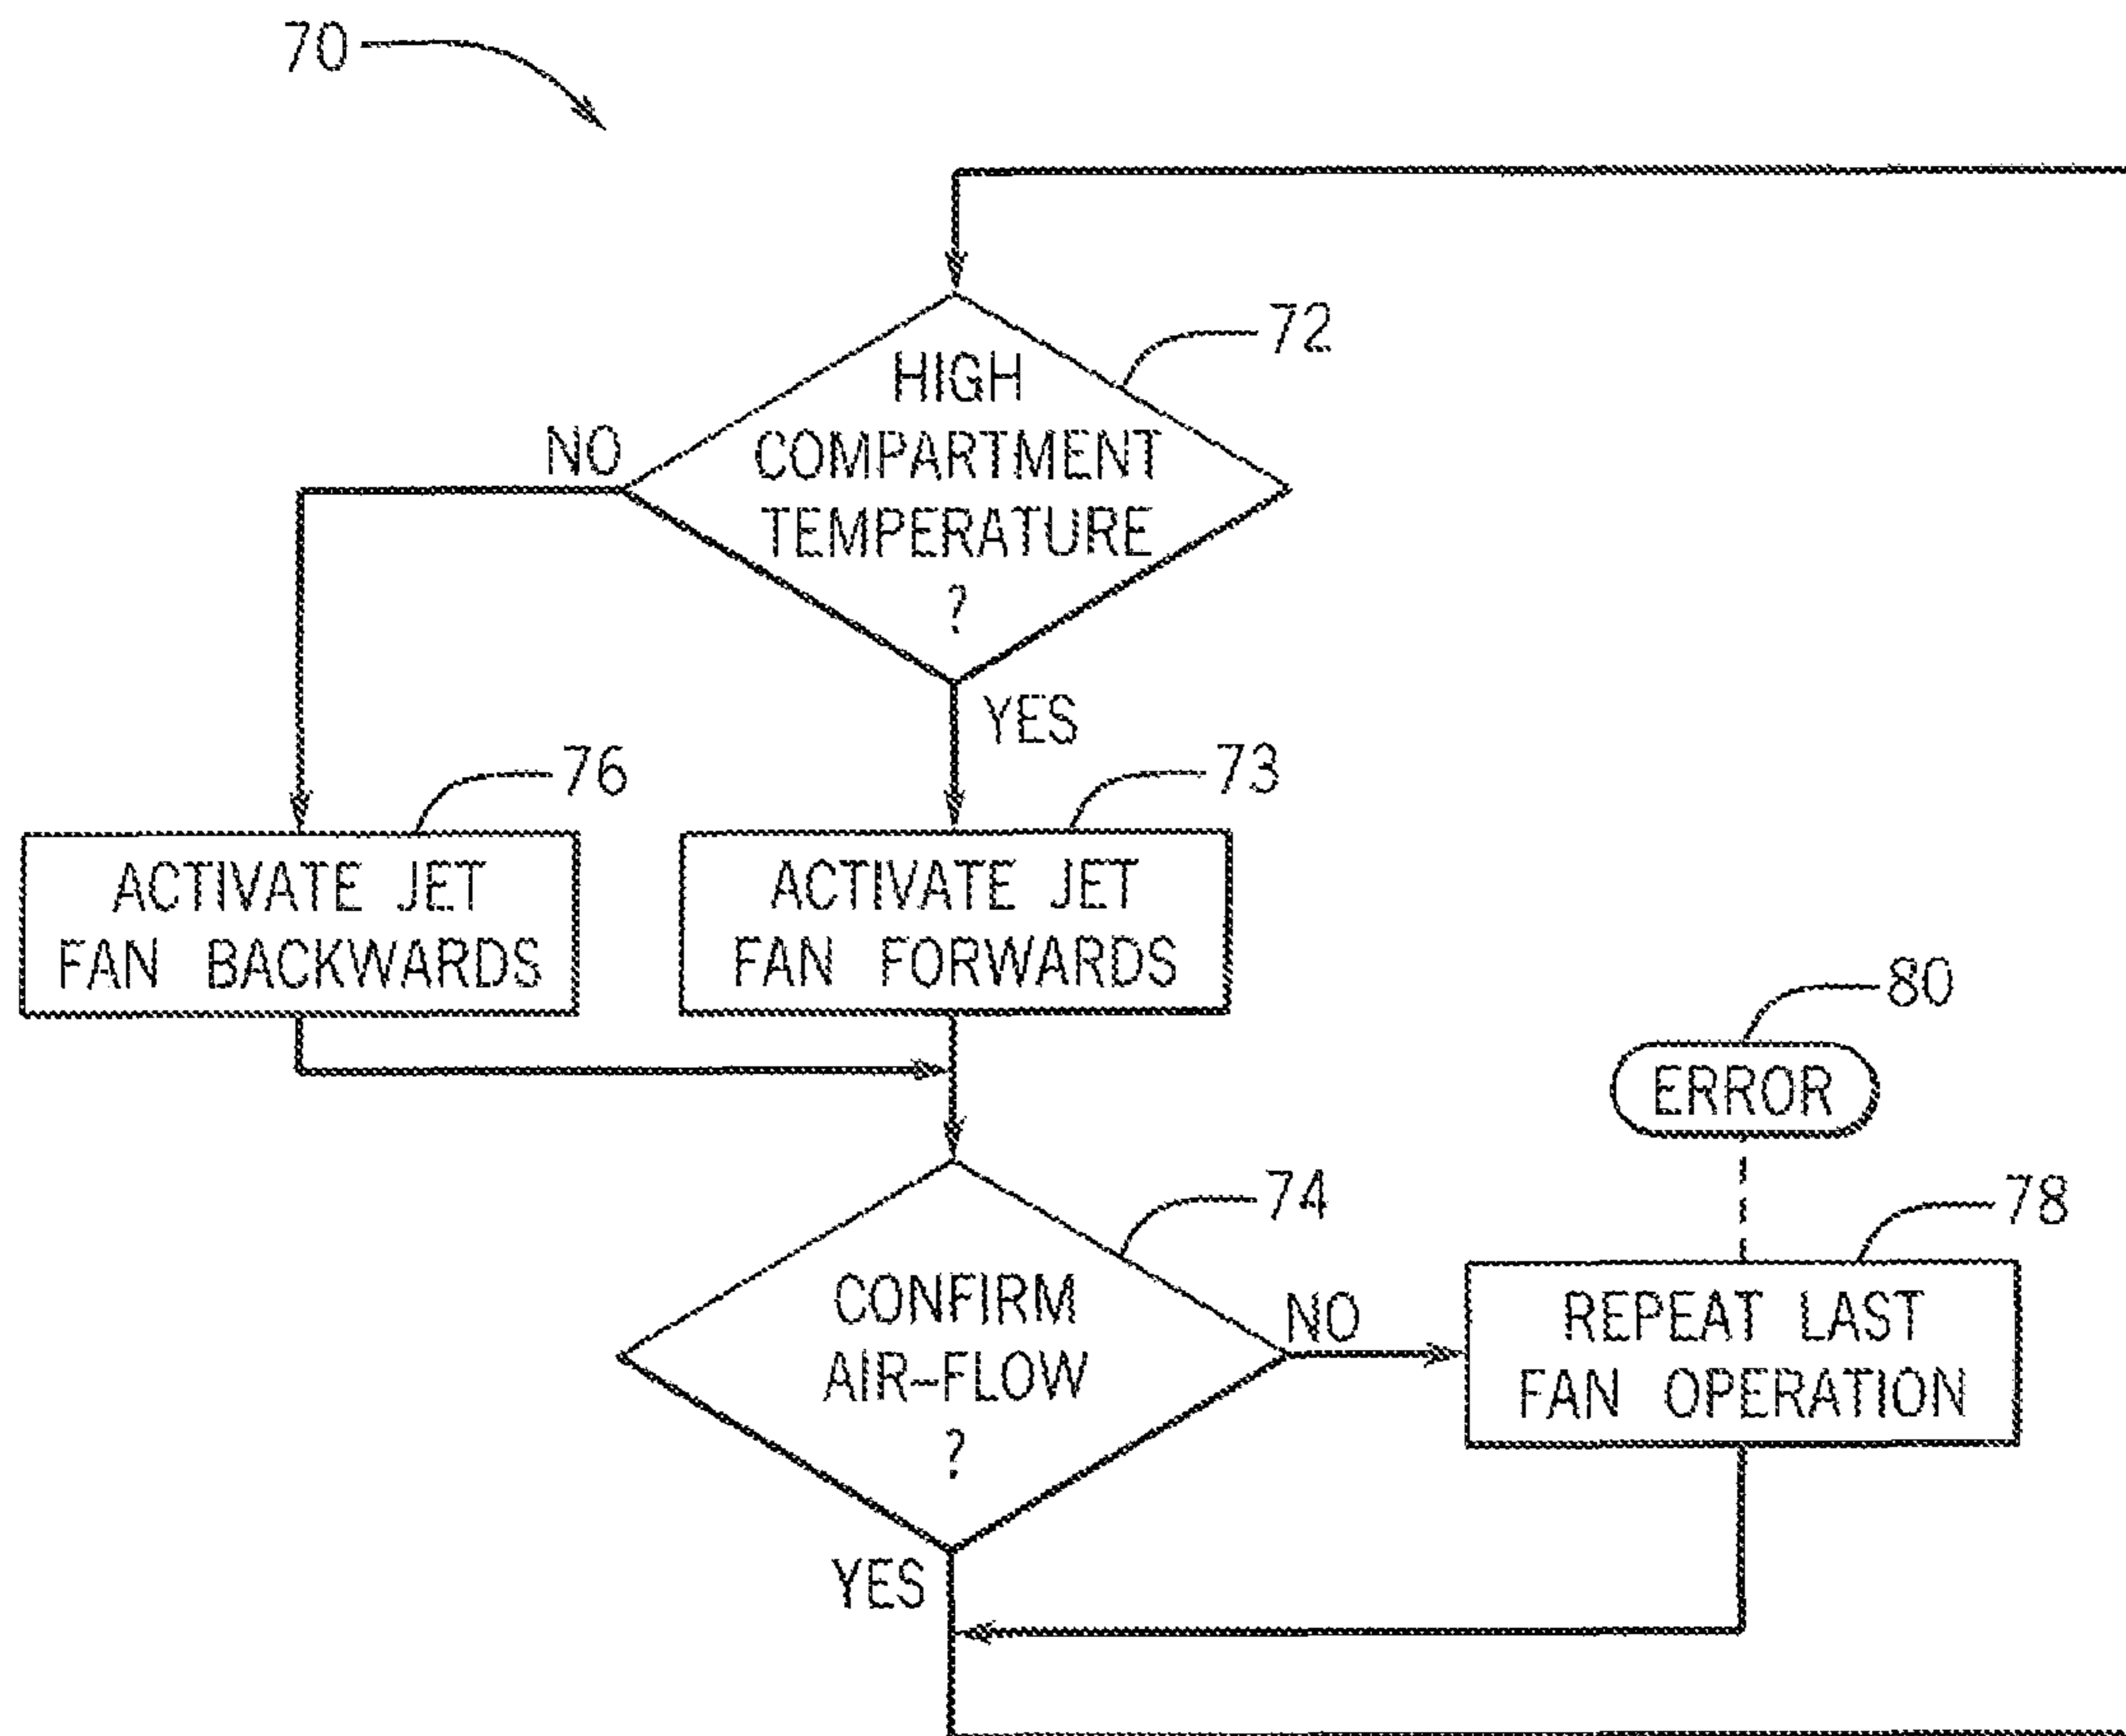 70
72
HIGH
COMPARTMENT
TEMPERATURE
?
NO
YES
76
73
ACTIVATE JET
FAN BACKWARDS
ACTIVATE JET
FAN FORWARDS
80
ERROR
74
78
CONFIRM
AIR-FLOW
?
NO
REPEAT LAST
FAN OPERATION
YES